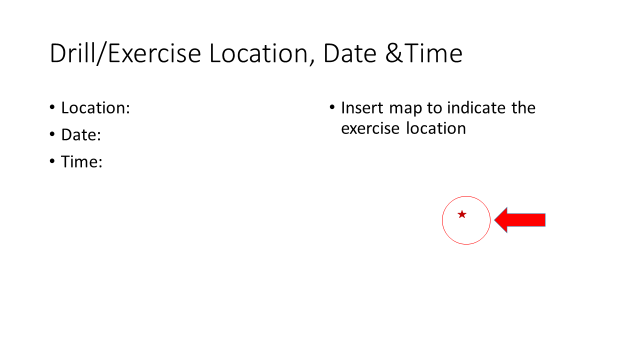 Drill/Exercise Location, Date &Time
• Location:
• Date:
• Time:
• Insert map to indicate the
exercise location